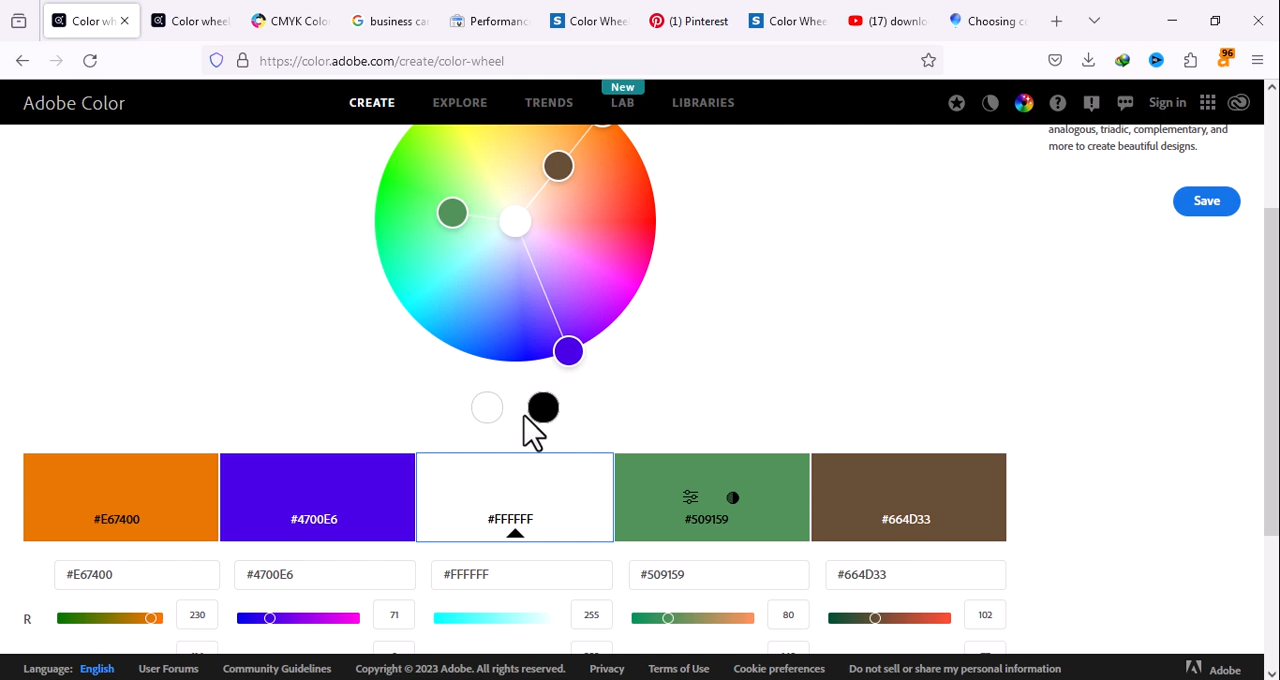 Color wh
Color wheel
CMYK Colo
business car
Performanc
Color Whee
(1) Pinterest
Color Whee
(17) downlo
Choosing co
https://color.adobe.com/create/color-wheel
96
Adobe Color
CREATE
EXPLORE
TRENDS
New
LAB
LIBRARIES
Sign in
analogous, triadic, complementary, and
more to create beautiful designs.
Save
#E67400
#4700E6
#FFFFFF
#509159
#664D33
#E67400
#4700E6
#FFFFFF
#509159
#664D33
R
230
71
255
80
102
Language: English
User Forums
Community Guidelines
Copyright © 2023 Adobe. All rights reserved.
Privacy
Terms of Use
Cookie preferences
Do not sell or share my personal information
Adobe